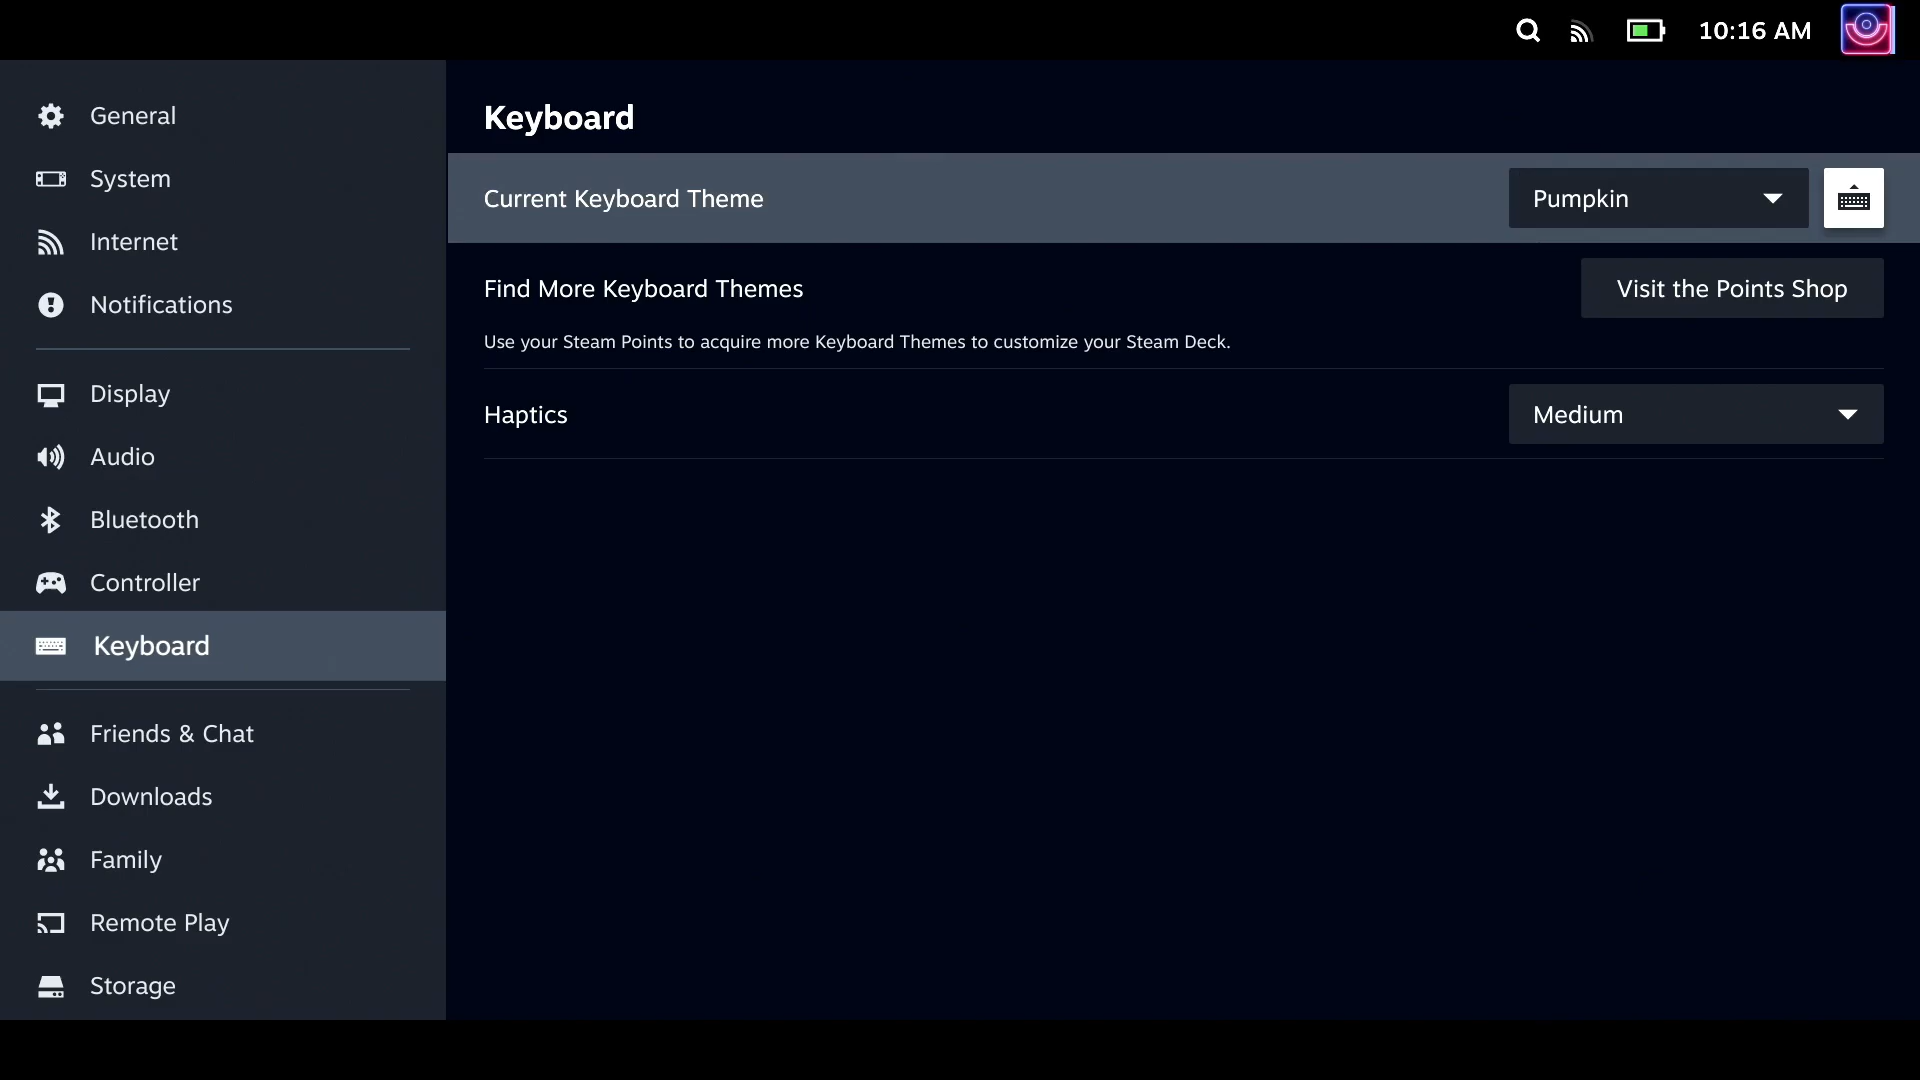 10:16 AM
General
System
Internet
Notifications
Display
Audio
Bluetooth
Controller
Keyboard
Friends & Chat
Downloads
Family
Remote Play
Storage
Keyboard
Current Keyboard Theme
Pumpkin
Find More Keyboard Themes
Visit the Points Shop
Use your Steam Points to acquire more Keyboard Themes to customize your Steam Deck.
Haptics
Medium